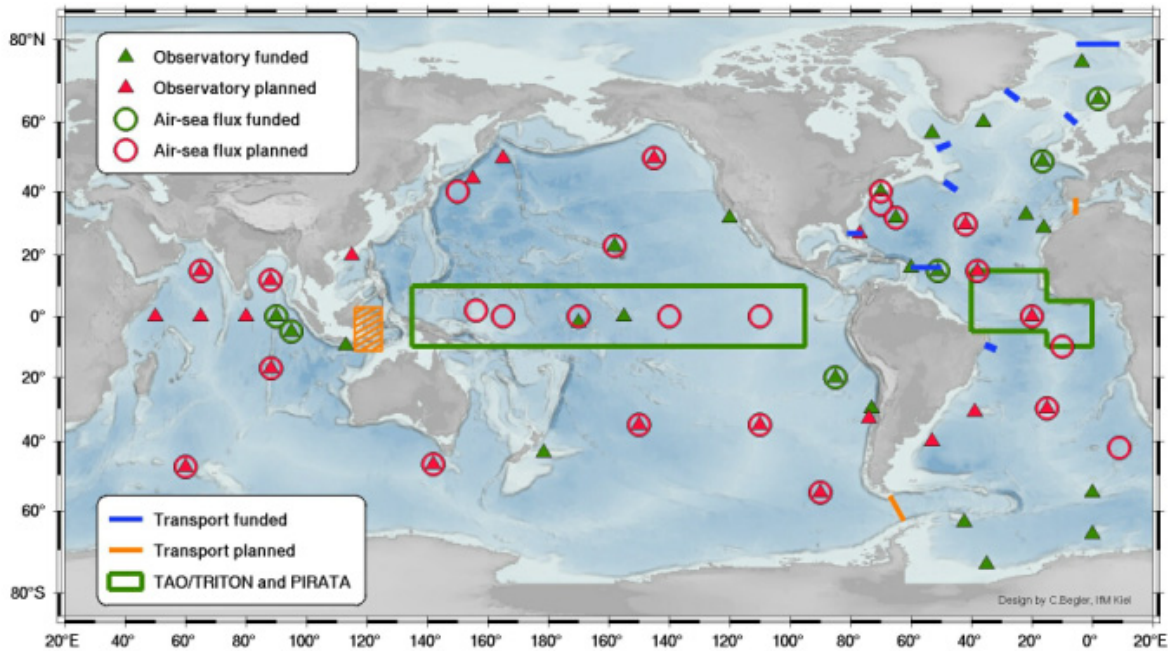 80°N
60°
40°
20°
0°
20°
40°
60°
80°S
Observatory funded
Observatory planned
Air-sea flux funded
Air-sea flux planned
Transport funded
Transport planned
TAO/TRITON and PIRATA
Design by C.Begler, IfM Kiel
20°E 40° 60° 80° 100° 120° 140° 160° 180° 160° 140° 120° 100° 80° 60° 40° 20° 0° 20°E